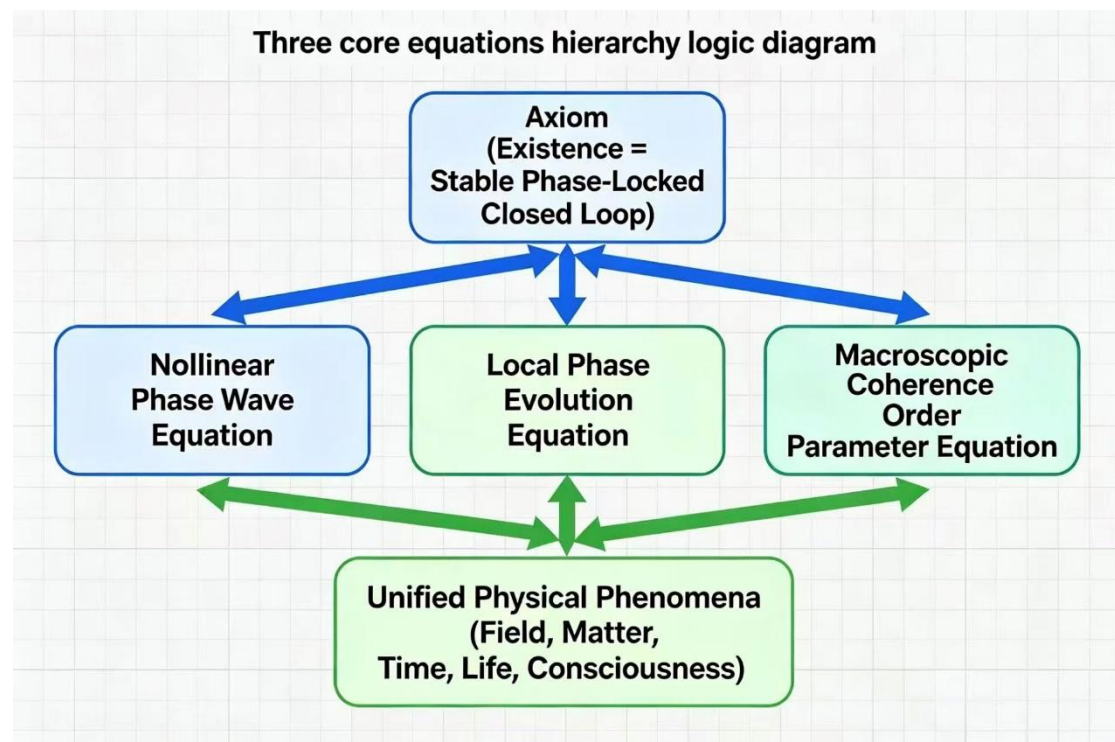 Three core equations hierarchy logic diagram
Axiom
(Existence =
Stable Phase-Locked
Closed Loop)
Nollinear
Phase Wave
Equation
Local Phase
Evolution
Equation
Macroscopic
Coherence
Order
Parameter Equation
Unified Physical Phenomena
(Field, Matter,
Time, Life, Consciousness)